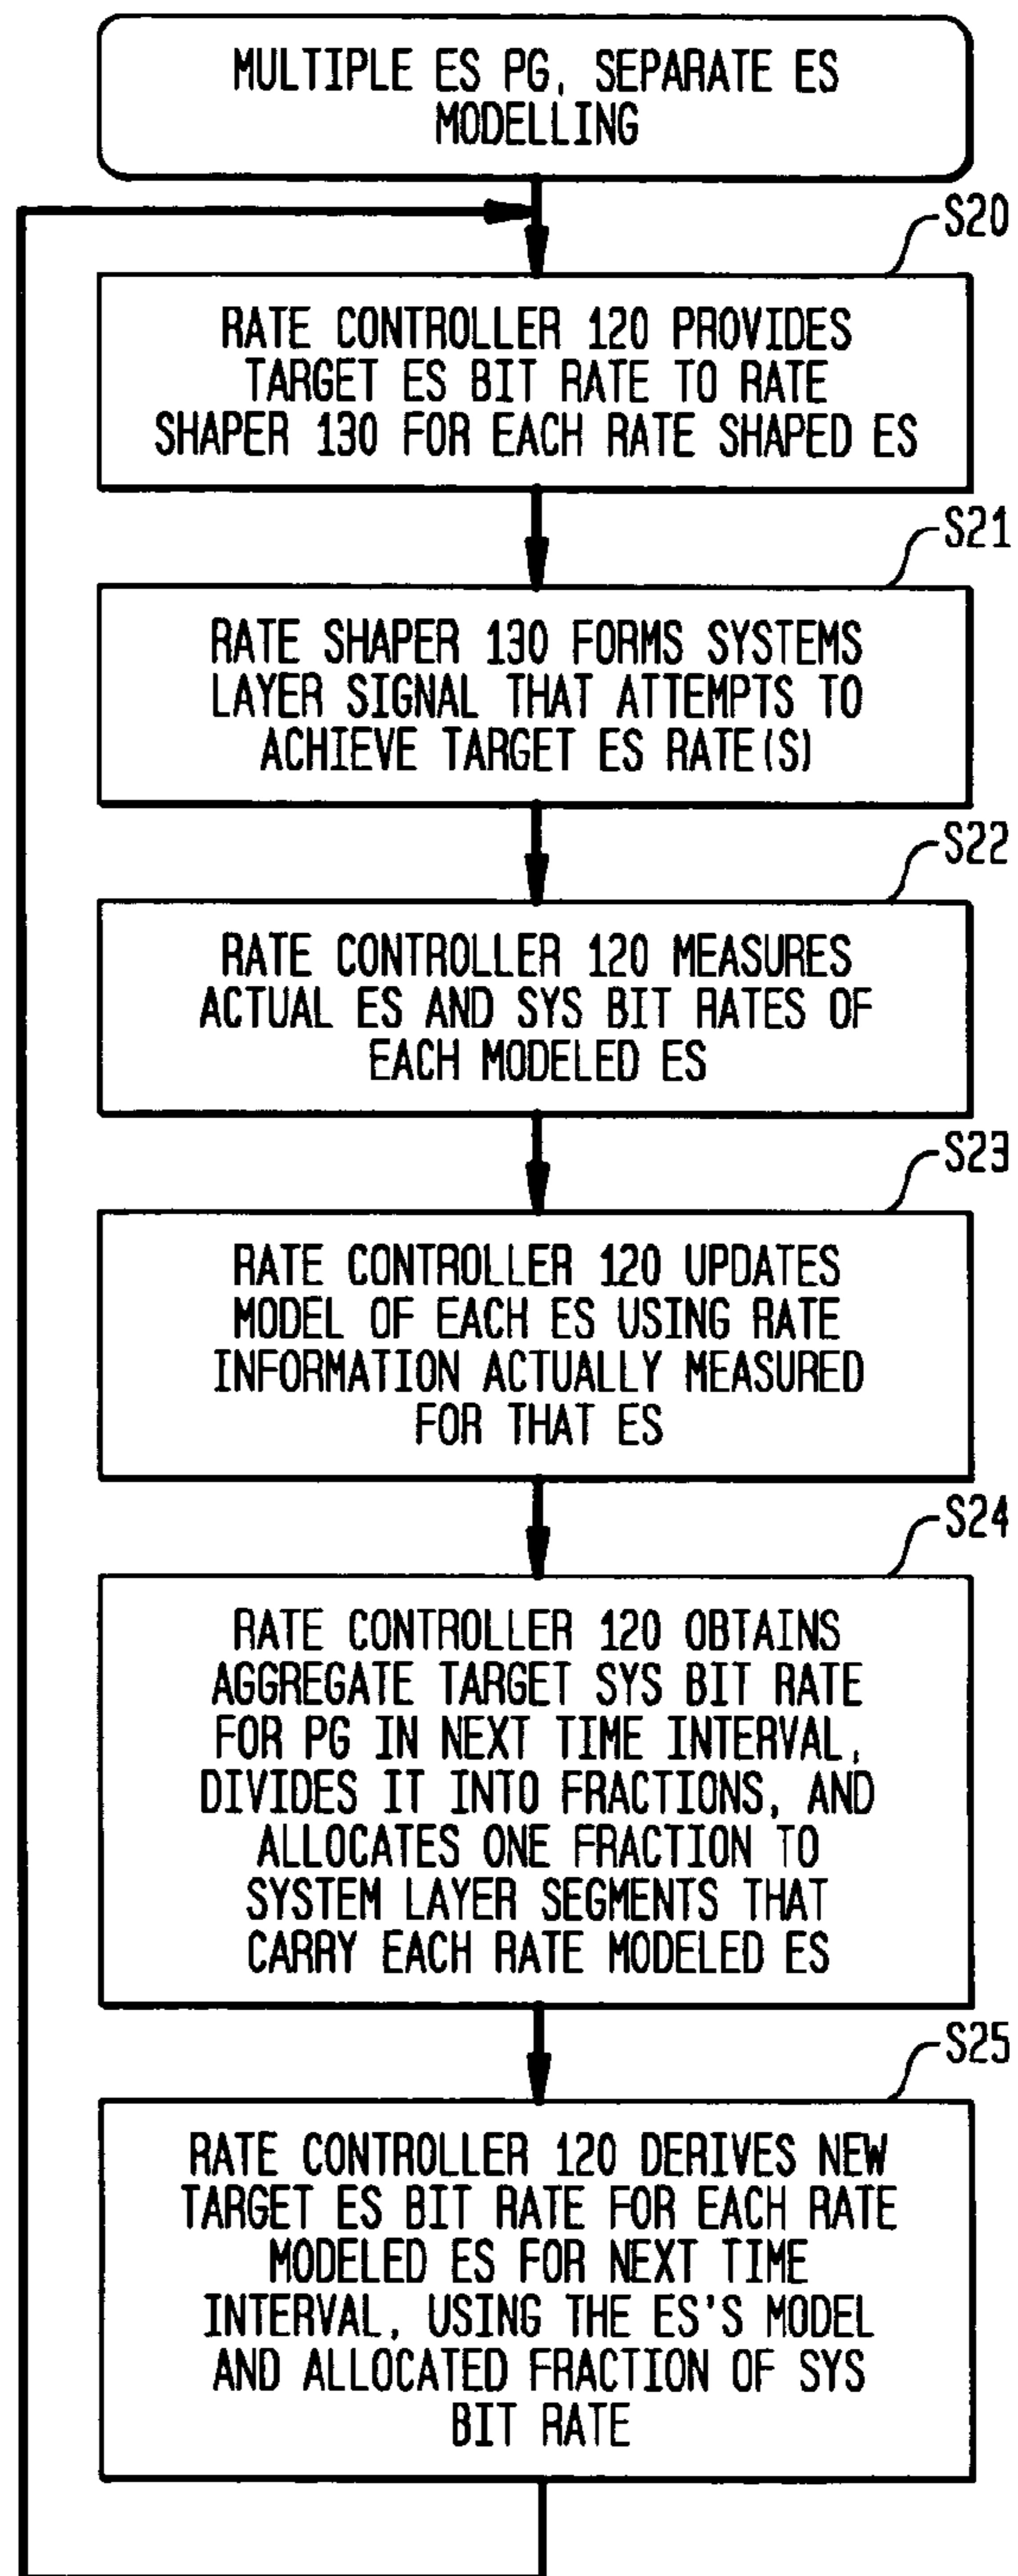 MULTIPLE ES PG, SEPARATE ES
MODELLING
S20
RATE CONTROLLER 120 PROVIDES
TARGET ES BIT RATE TO RATE
SHAPER 130 FOR EACH RATE SHAPED ES
S21
RATE SHAPER 130 FORMS SYSTEMS
LAYER SIGNAL THAT ATTEMPTS TO
ACHIEVE TARGET ES RATE(S)
S22
RATE CONTROLLER 120 MEASURES
ACTUAL ES AND SYS BIT RATES OF
EACH MODELED ES
S23
RATE CONTROLLER 120 UPDATES
MODEL OF EACH ES USING RATE
INFORMATION ACTUALLY MEASURED
FOR THAT ES
S24
RATE CONTROLLER 120 OBTAINS
AGGREGATE TARGET SYS BIT RATE
FOR PG IN NEXT TIME INTERVAL,
DIVIDES IT INTO FRACTIONS, AND
ALLOCATES ONE FRACTION TO
SYSTEM LAYER SEGMENTS THAT
CARRY EACH RATE MODELED ES
S25
RATE CONTROLLER 120 DERIVES NEW
TARGET ES BIT RATE FOR EACH RATE
MODELED ES FOR NEXT TIME
INTERVAL, USING THE ES'S MODEL
AND ALLOCATED FRACTION OF SYS
BIT RATE